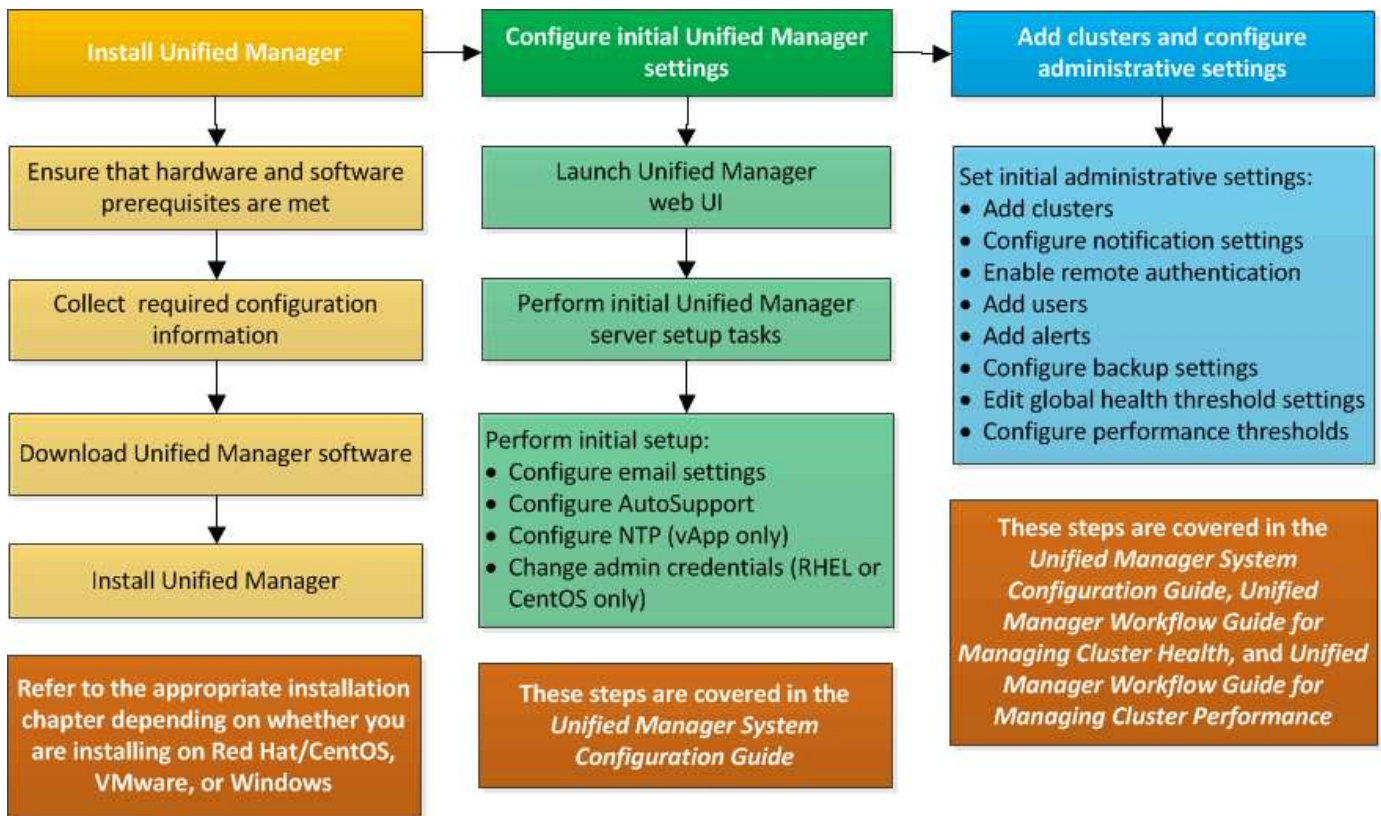 Install Unified Manager
Ensure that hardware and software
prerequisites are met
Collect required configuration
information
Download Unified Manager software
Install Unified Manager
Refer to the appropriate installation
chapter depending on whether you
are installing on Red Hat/CentOS,
VMware, or Windows
Configure initial Unified Manager
settings
Launch Unified Manager
web UI
Perform initial Unified Manager
server setup tasks
Perform initial setup:
• Configure email settings
• Configure AutoSupport
• Configure NTP (vApp only)
• Change admin credentials (RHEL or
CentOS only)
These steps are covered in the
Unified Manager System
Configuration Guide
Add clusters and configure
administrative settings
Set initial administrative settings:
• Add clusters
• Configure notification settings
• Enable remote authentication
• Add users
• Add alerts
• Configure backup settings
• Edit global health threshold settings
• Configure performance thresholds
These steps are covered in the
Unified Manager System
Configuration Guide, Unified
Manager Workflow Guide for
Managing Cluster Health, and Unified
Manager Workflow Guide for
Managing Cluster Performance